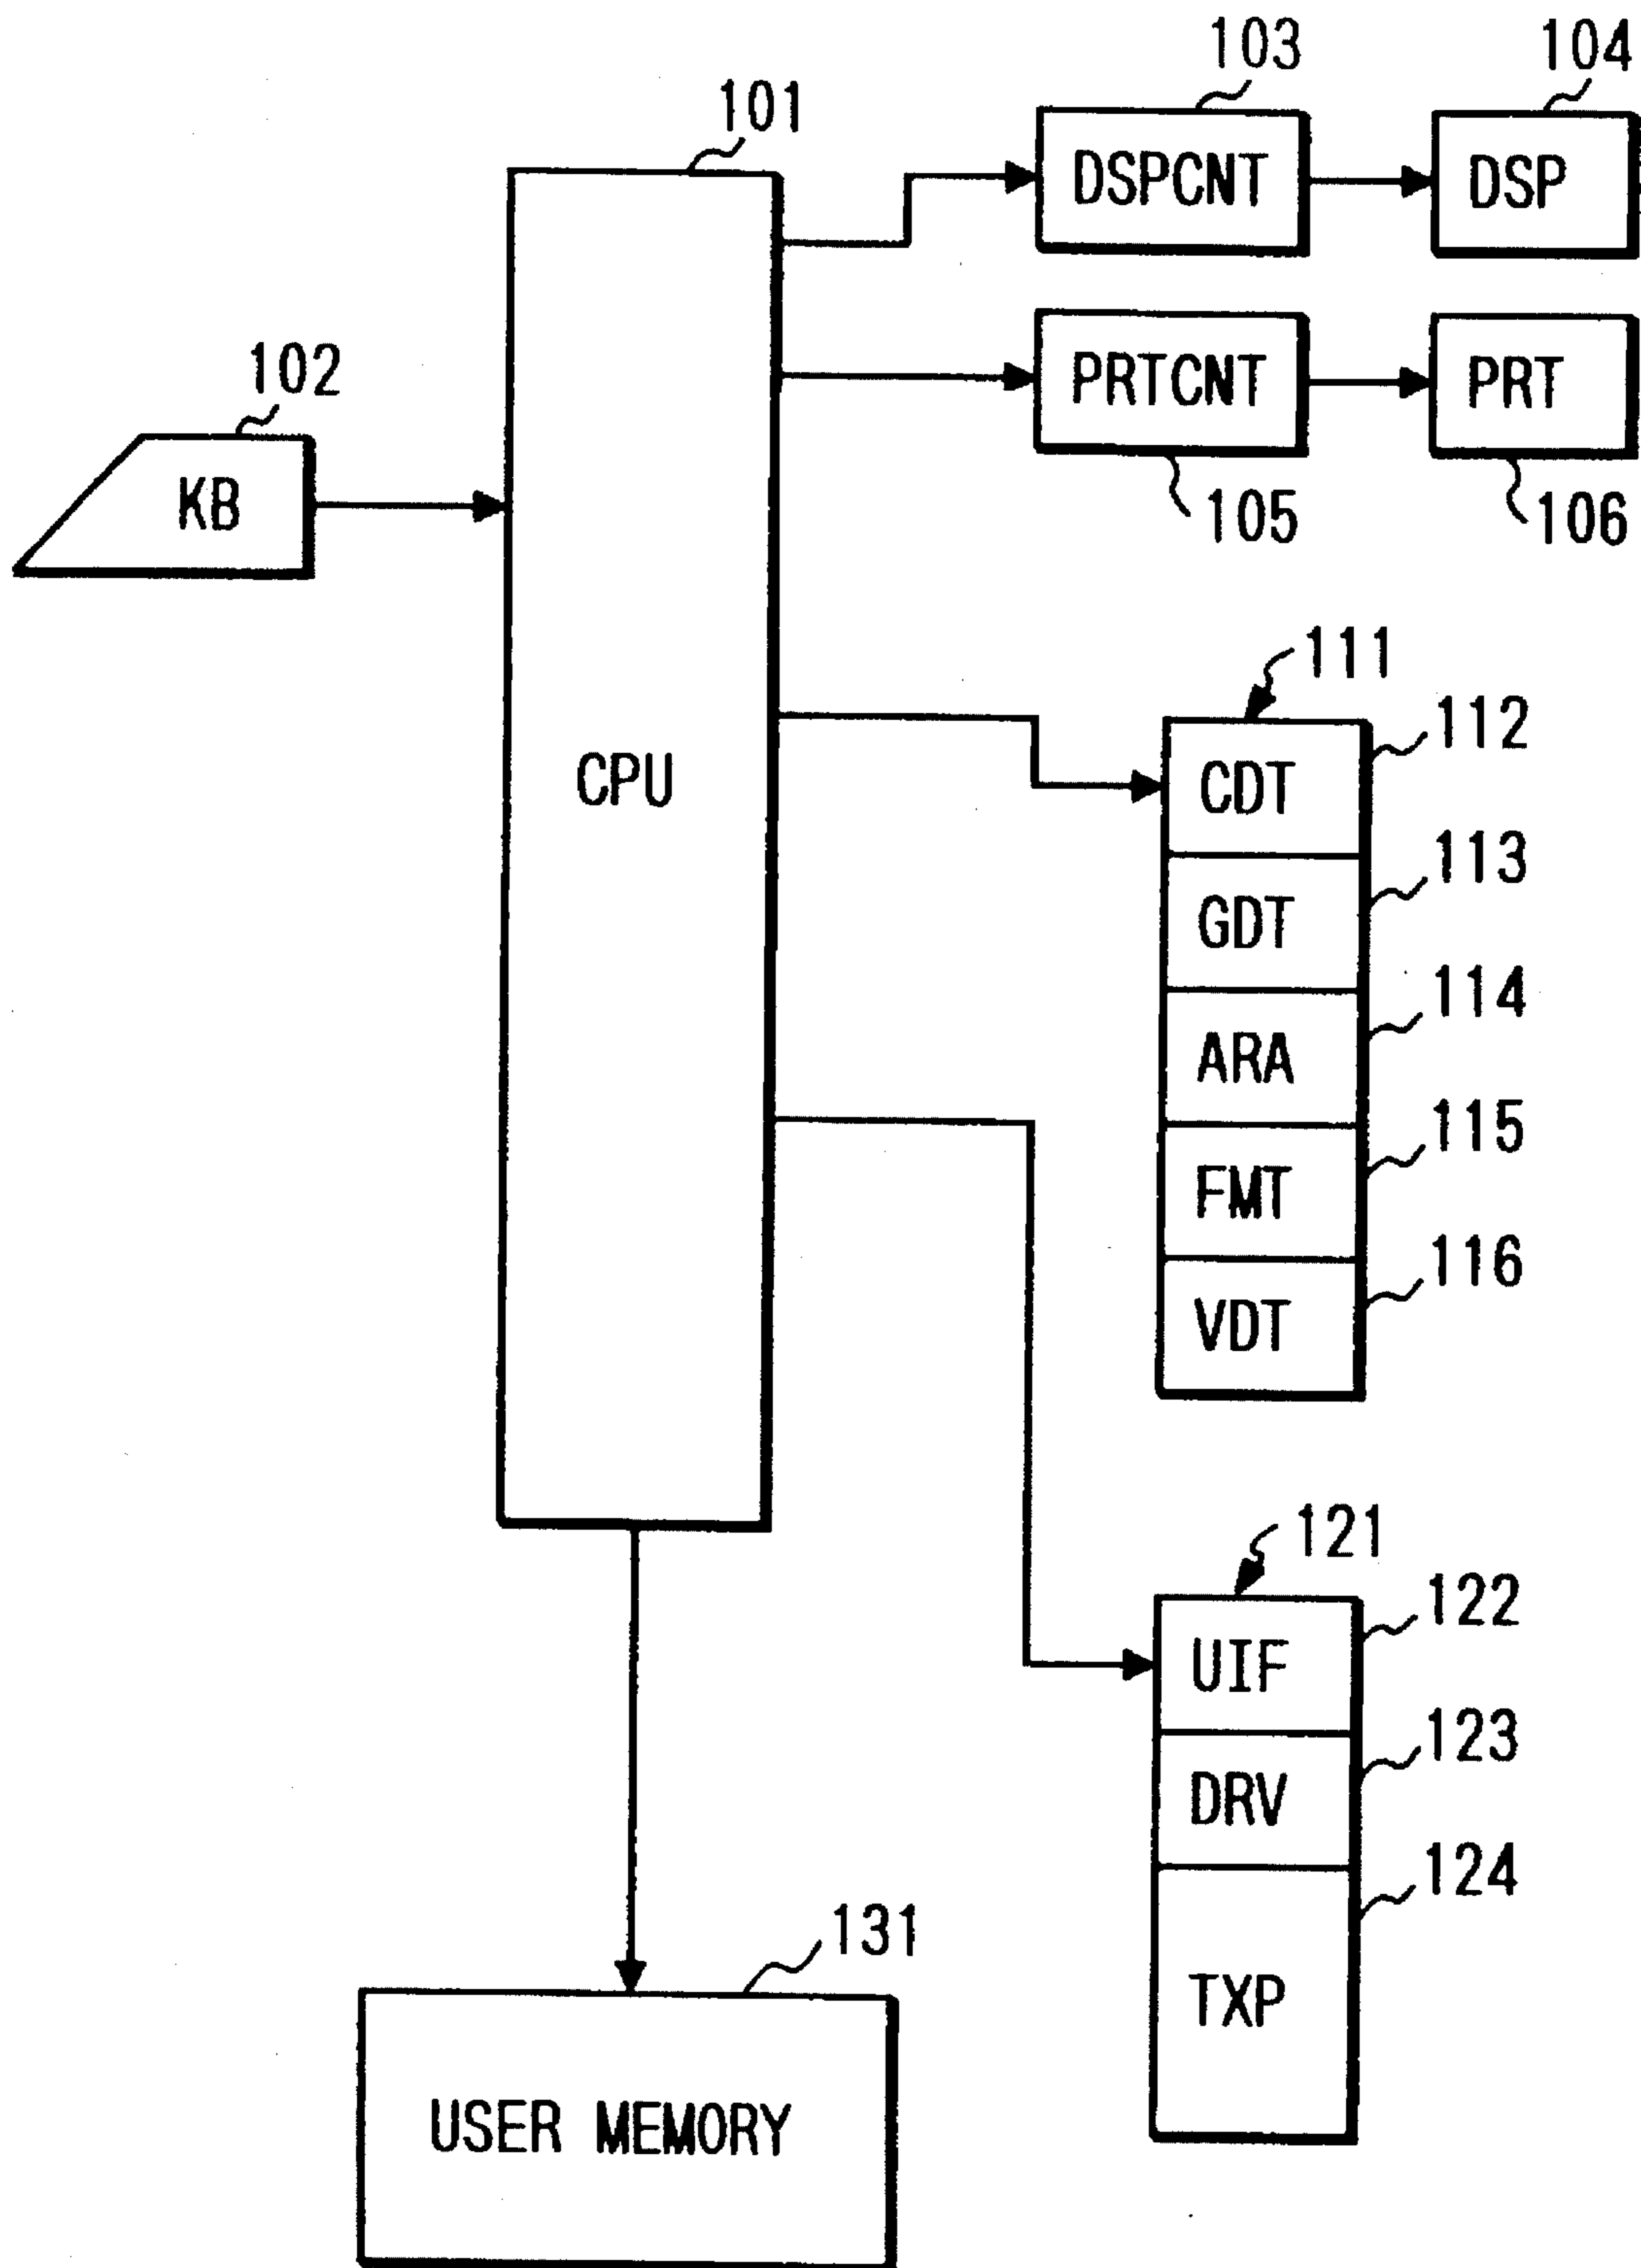 103
104
101
DSPCNT
DSP
102
PRTCNT
PRT
KB
105
106
111
112
CPU
CDT
113
GDT
114
ARA
115
FMT
116
VDT
121
122
UIF
123
DRV
124
131
TXP
USER MEMORY